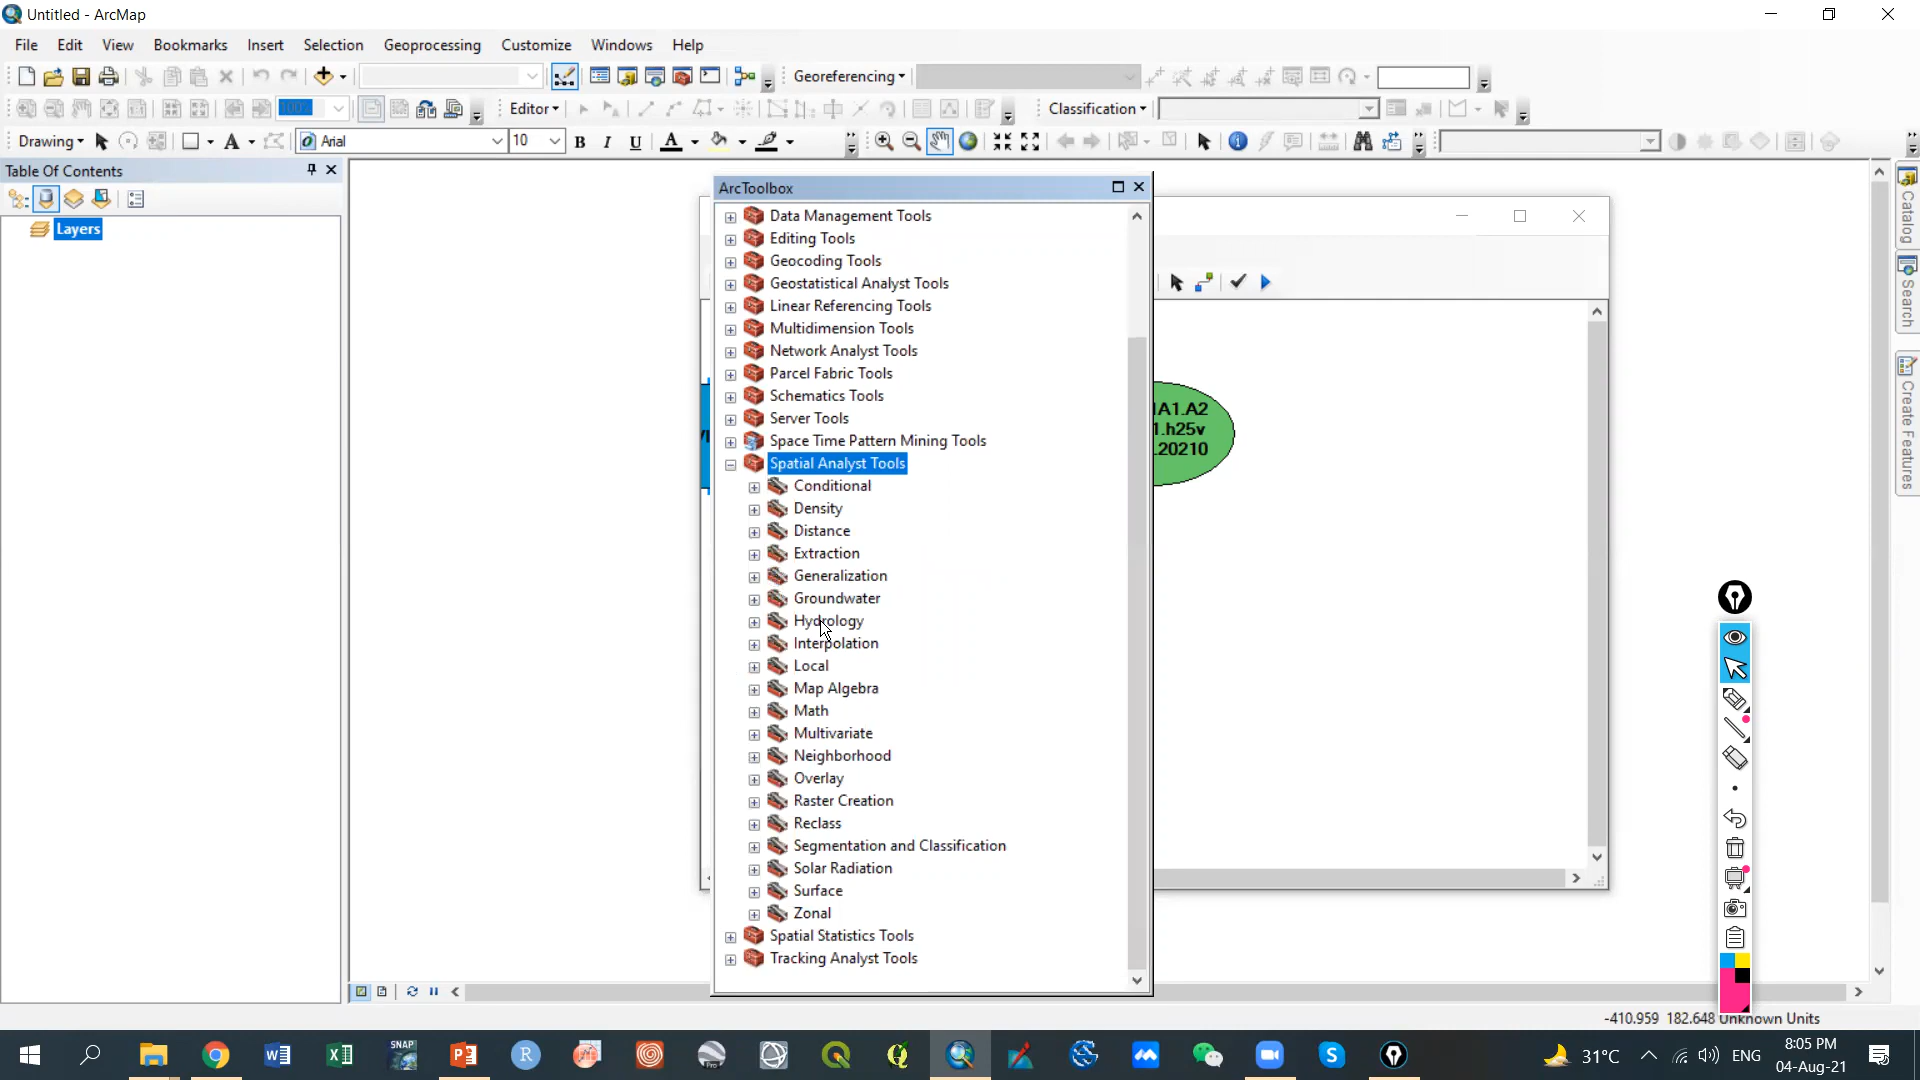 Untitled - ArcMap
File Edit View Bookmarks Insert Selection Geoprocessing Customize Windows Help
Georeferencing
100% Editor Classification
Drawing Arial 10 B I U A
Table Of Contents
Layers
ArcToolbox
Data Management Tools
Editing Tools
Geocoding Tools
Geostatistical Analyst Tools
Linear Referencing Tools
Multidimension Tools
Network Analyst Tools
Parcel Fabric Tools
Schematics Tools
Server Tools
Space Time Pattern Mining Tools
Spatial Analyst Tools
Conditional
Density
Distance
Extraction
Generalization
Groundwater
Hydrology
Interpolation
Local
Map Algebra
Math
Multivariate
Neighborhood
Overlay
Raster Creation
Reclass
Segmentation and Classification
Solar Radiation
Surface
Zonal
Spatial Statistics Tools
Tracking Analyst Tools
A1.A2
1.h25v
.20210
Catalog
Search
Create Features
-410.959 182.648 Unknown Units
SNAP
Pro
31°C ENG
8:05 PM
04-Aug-21